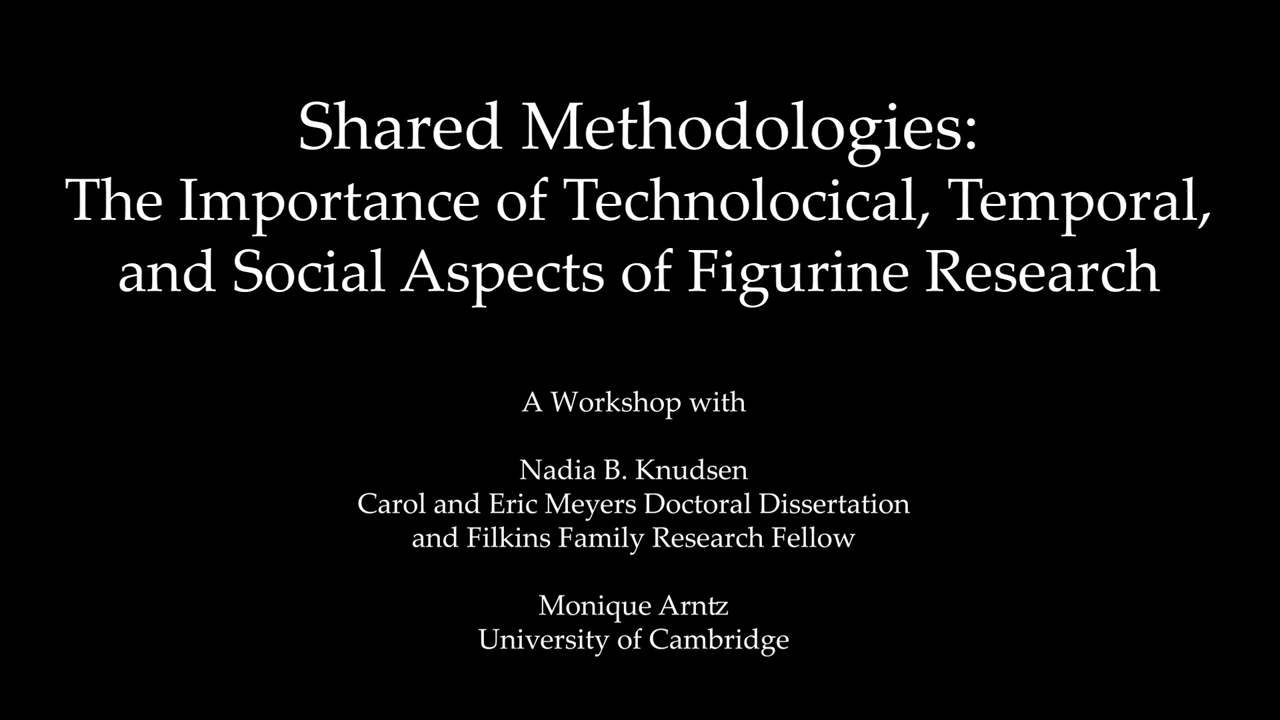 Shared Methodologies:
The Importance of Technolocical, Temporal,
and Social Aspects of Figurine Research
A Workshop with
Nadia B. Knudsen
Carol and Eric Meyers Doctoral Dissertation
and Filkins Family Research Fellow
Monique Arntz
University of Cambridge